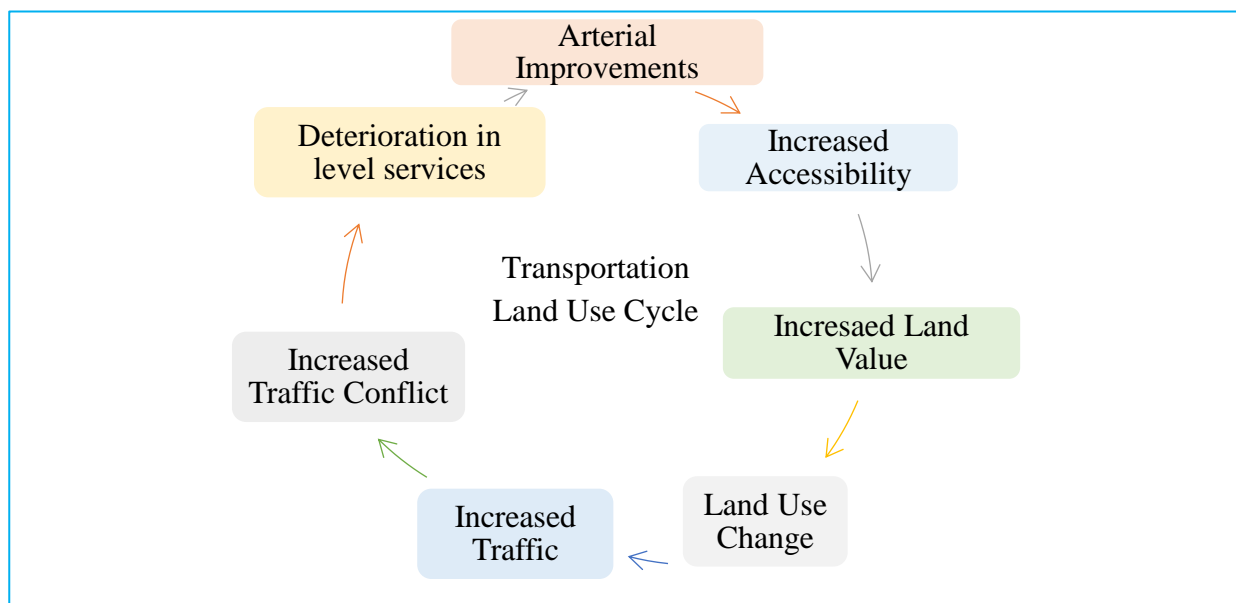 Arterial
Improvements
Increased
Accessibility
Incresaed Land
Value
Land Use
Change
Increased
Traffic
Increased
Traffic Conflict
Deterioration in
level services
Transportation
Land Use Cycle